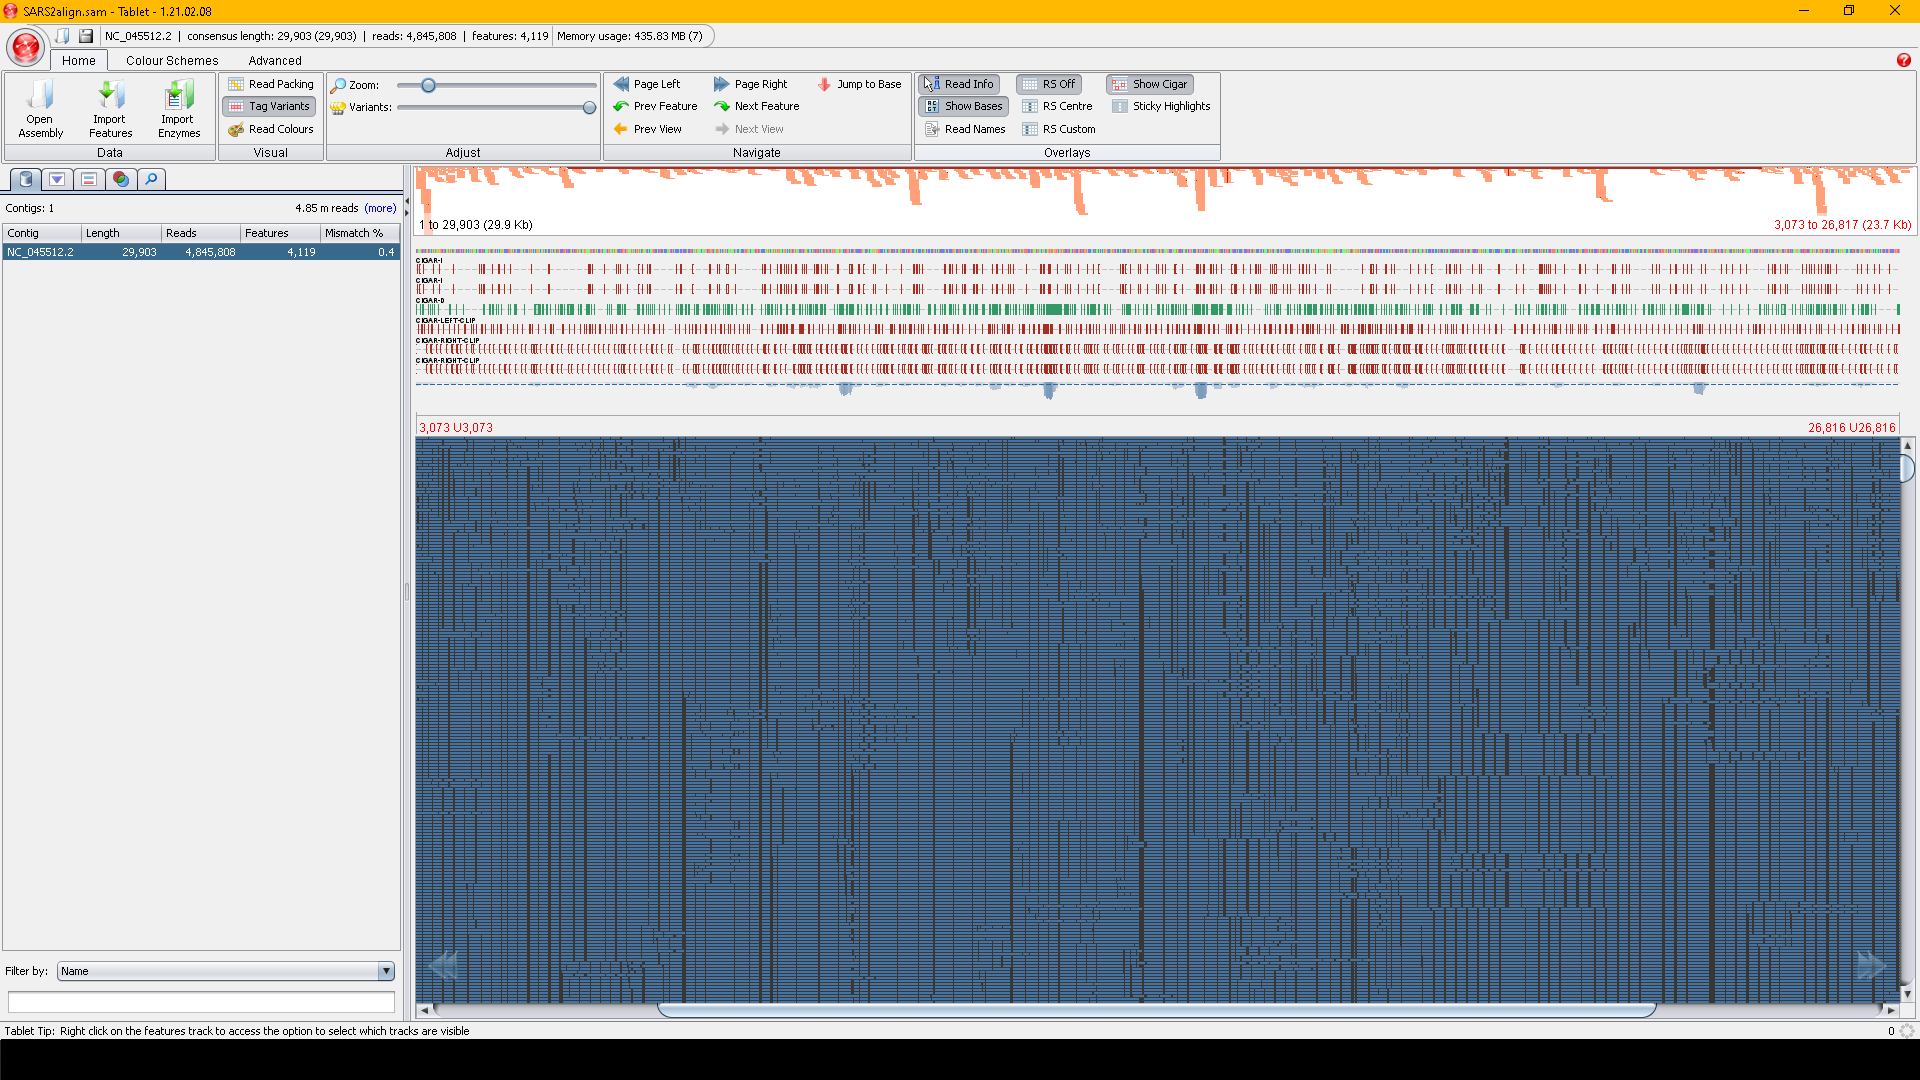 SARS2align.sam - Tablet - 1.21.02.08
NC_045512.2 | consensus length: 29,903 (29,903) | reads: 4,845,808 | features: 4,119 Memory usage: 435.83 MB (7)
Home Colour Schemes Advanced
Open Assembly
Import Features
Import Enzymes
Data
Read Packing
Tag Variants
Read Colours
Visual
Zoom:
Variants:
Adjust
Page Left Page Right Jump to Base
Prev Feature Next Feature
Prev View Next View
Navigate
Read Info RS Off Show Cigar
Show Bases RS Centre Sticky Highlights
Read Names RS Custom
Overlays
Contigs: 1 4.85 m reads (more)
Contig Length Reads Features Mismatch %
NC_045512.2 29,903 4,845,808 4,119 0.4
1 to 29,903 (29.9 Kb) 3,073 to 26,817 (23.7 Kb)
CIGAR-I
CIGAR-I
CIGAR-D
CIGAR-LEFT-CLIP
CIGAR-RIGHT-CLIP
CIGAR-RIGHT-CLIP
3,073 U3,073 26,816 U26,816
Filter by: Name
Tablet Tip: Right click on the features track to access the option to select which tracks are visible 0